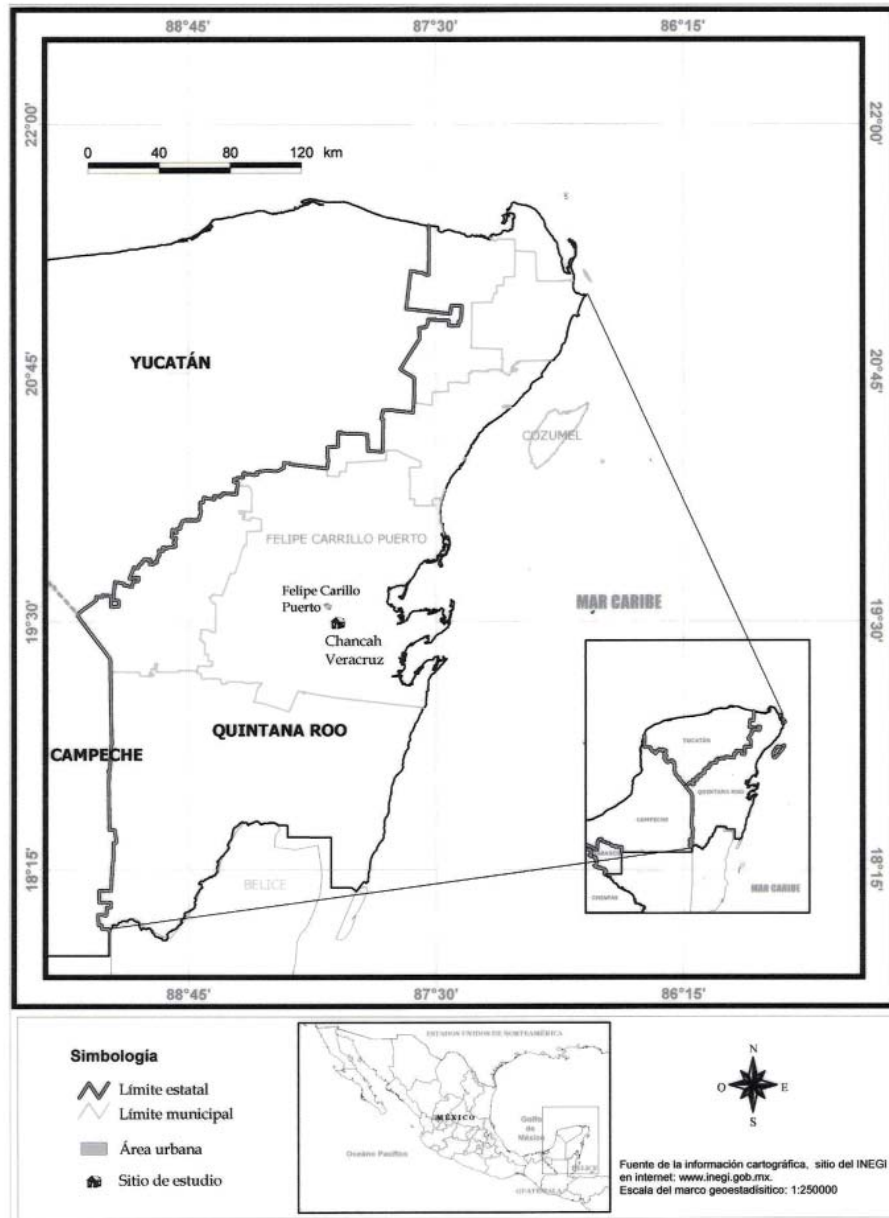 88°45'
87°30'
86°15'
22°00'
22°00'
0 40 80 120 km
YUCATÁN
20°45'
20°45'
COZUMEL
FELIPE CARRILLO PUERTO
Felipe Carillo
Puerto
19°30'
MAR CARIBE
19°30'
Chancah
Veracruz
QUINTANA ROO
CAMPECHE
YUCATÁN
QUINTANA ROO
CAMPECHE
18°15'
18°15'
BELICE
MAR CARIBE
88°45'
87°30'
86°15'
Simbología
Límite estatal
Límite municipal
Área urbana
Sitio de estudio
ESTADOS UNIDOS DE NORTEAMÉRICA
MÉXICO
Golfo
de
México
Oceáno Pacífico
BELICE
GUATEMALA
N
O E
S
Fuente de la información cartográfica, sitio del INEGI
en internet: www.inegi.gob.mx.
Escala del marco geoestadísitico: 1:250000